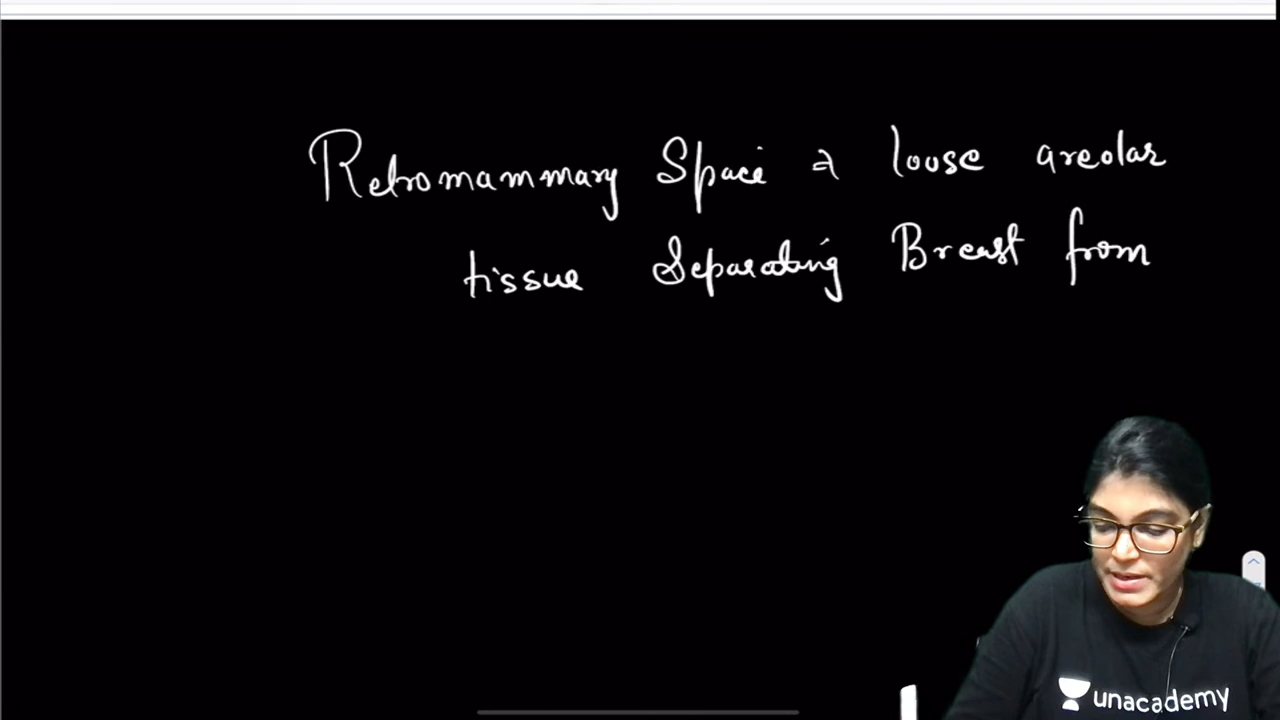 Retromammary Space → loose areolar
tissue Separating Breast from
unacademy